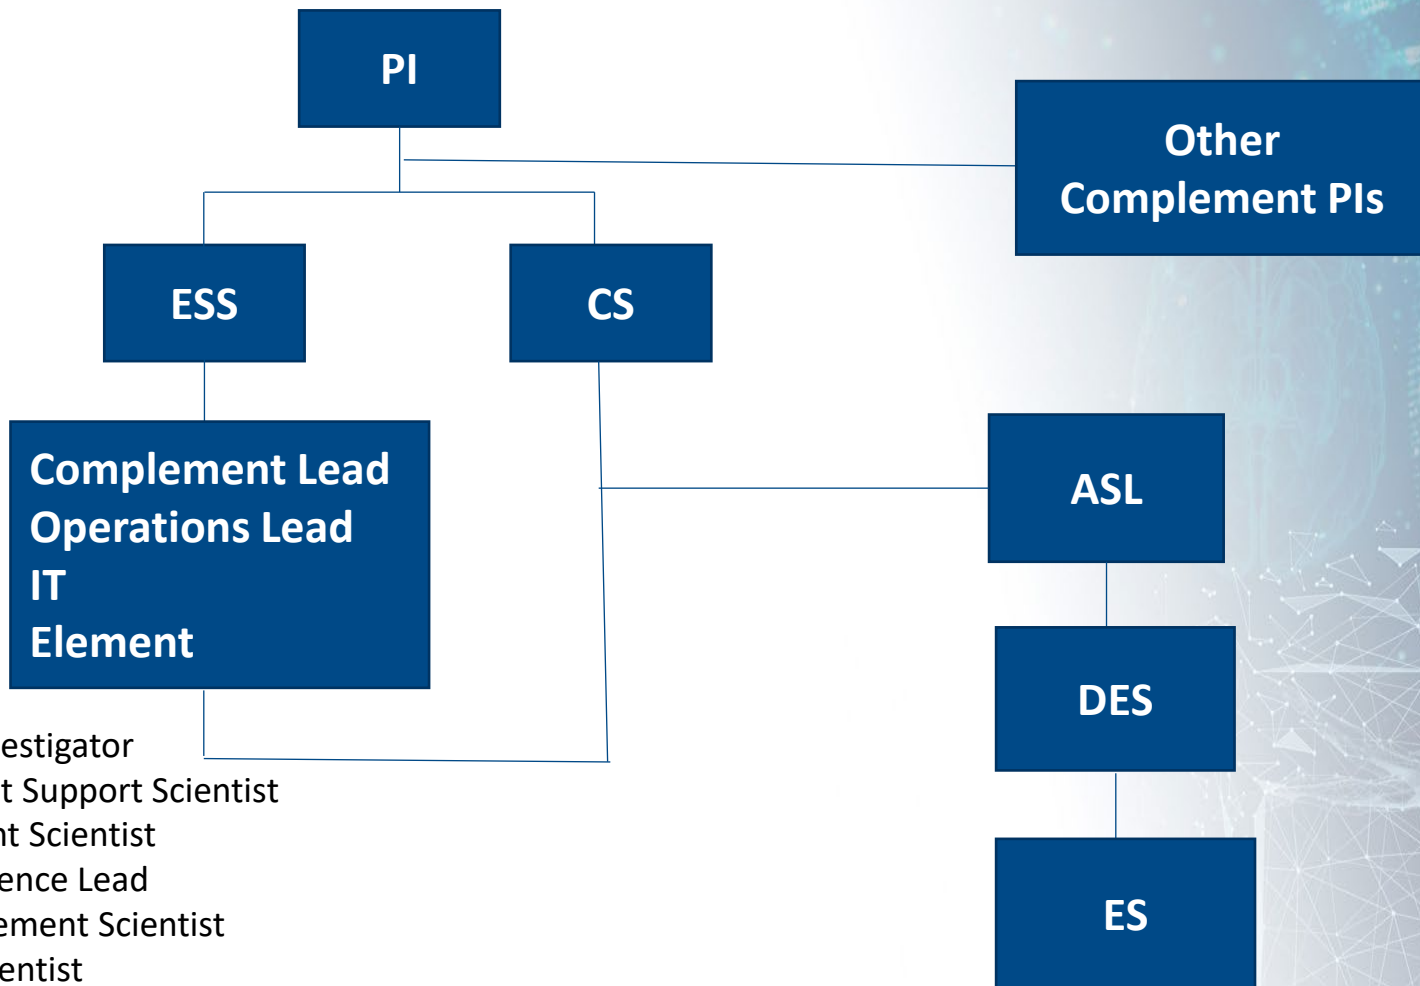 PI
Other
Complement PIs
ESS
CS
Complement Lead
Operations Lead
IT
Element
ASL
DES
ES
estigator
t Support Scientist
nt Scientist
ence Lead
ement Scientist
entist